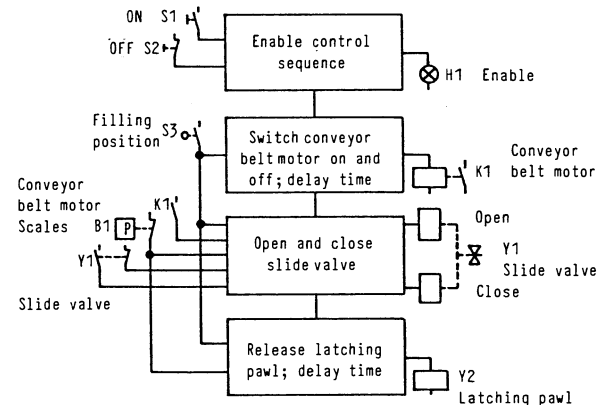 ON S1
OFF S2
Enable control
sequence
H1 Enable
Filling
position S3
Switch conveyor
belt motor on and
off; delay time
Conveyor
K1 belt motor
Conveyor
belt motor
Scales
B1 P
K1
Y1
Slide valve
Open and close
slide valve
Open
Y1
Slide valve
Close
Release latching
pawl; delay time
Y2
Latching pawl